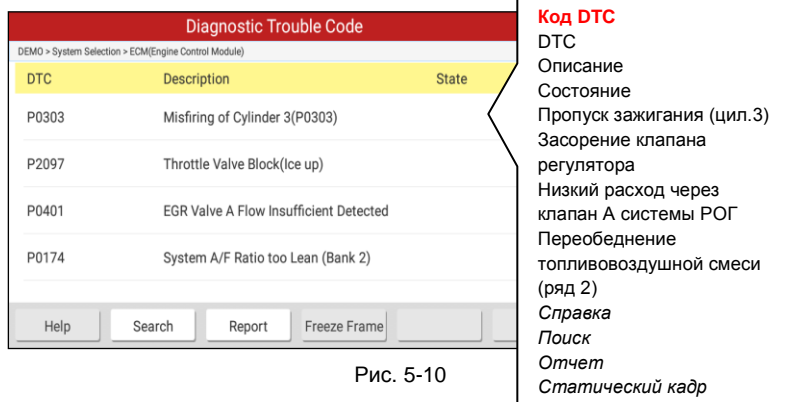 Diagnostic Trouble Code
DEMO > System Selection > ECM(Engine Control Module)
DTC Description State
P0303 Misfiring of Cylinder 3(P0303)
P2097 Throttle Valve Block(Ice up)
P0401 EGR Valve A Flow Insufficient Detected
P0174 System A/F Ratio too Lean (Bank 2)
Help Search Report Freeze Frame
Рис. 5-10
Код DTC
DTC
Описание
Состояние
Пропуск зажигания (цил.3)
Засорение клапана
регулятора
Низкий расход через
клапан А системы РОГ
Переобеднение
топливовоздушной смеси
(ряд 2)
Справка
Поиск
Отчет
Статический кадр